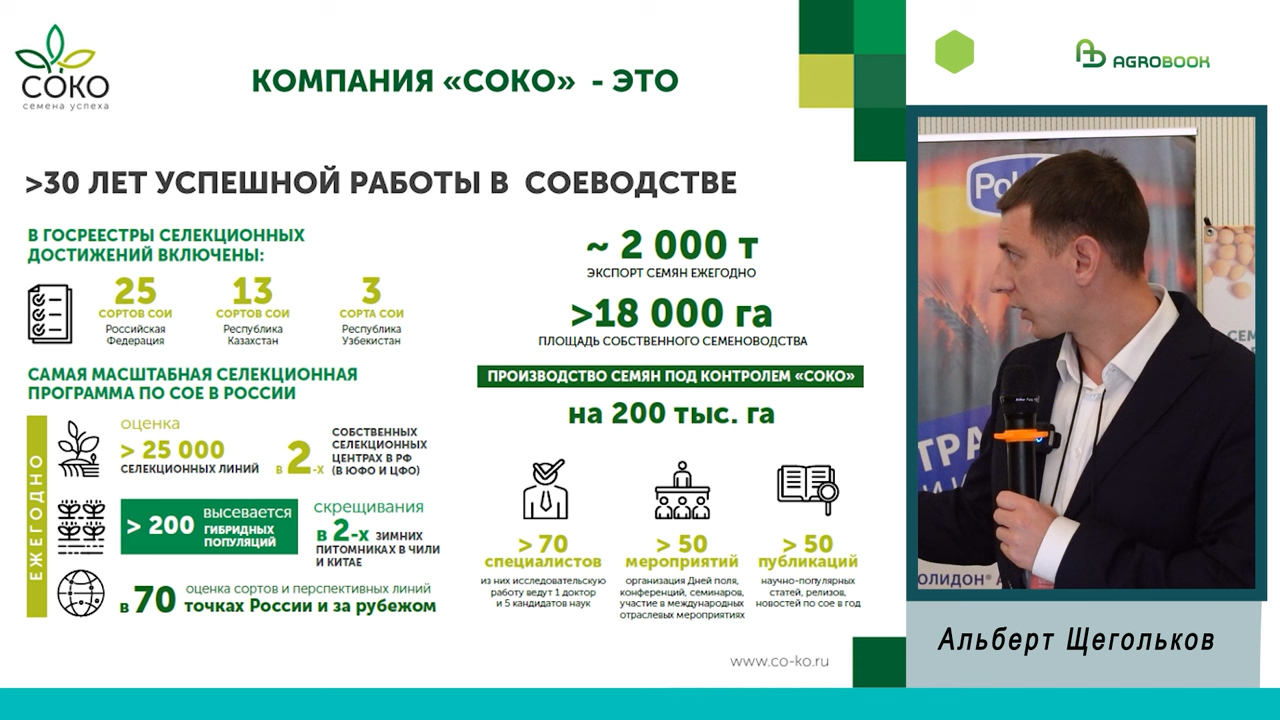 СОКО
семена успеха
КОМПАНИЯ «СОКО» - ЭТО
>30 ЛЕТ УСПЕШНОЙ РАБОТЫ В СОЕВОДСТВЕ
В ГОСРЕЕСТРЫ СЕЛЕКЦИОННЫХ
ДОСТИЖЕНИЙ ВКЛЮЧЕНЫ:
25
СОРТОВ СОИ
Российская
Федерация
13
СОРТОВ СОИ
Республика
Казахстан
3
СОРТА СОИ
Республика
Узбекистан
САМАЯ МАСШТАБНАЯ СЕЛЕКЦИОННАЯ
ПРОГРАММА ПО СОЕ В РОССИИ
ЕЖЕГОДНО
оценка
> 25 000
СЕЛЕКЦИОННЫХ ЛИНИЙ
в 2-х
СОБСТВЕННЫХ
СЕЛЕКЦИОННЫХ
ЦЕНТРАХ В РФ
(В ЮФО И ЦФО)
> 200 высевается
ГИБРИДНЫХ
ПОПУЛЯЦИЙ
скрещивания
в 2-х ЗИМНИХ
ПИТОМНИКАХ В ЧИЛИ
И КИТАЕ
в 70 оценка сортов и перспективных линий
точках России и за рубежом
~ 2 000 т
ЭКСПОРТ СЕМЯН ЕЖЕГОДНО
>18 000 га
ПЛОЩАДЬ СОБСТВЕННОГО СЕМЕНОВОДСТВА
ПРОИЗВОДСТВО СЕМЯН ПОД КОНТРОЛЕМ «СОКО»
на 200 тыс. га
> 70
специалистов
из них исследовательскую
работу ведут 1 доктор
и 5 кандидатов наук
> 50
мероприятий
организация Дней поля,
конференций, семинаров,
участие в международных
отраслевых мероприятиях
> 50
публикаций
научно-популярных
статей, релизов,
новостей по сое в год
www.co-ko.ru
AGROBOOK
Pol
СЕМ
ТРА
ОЛИДОН®
Альберт Щегольков